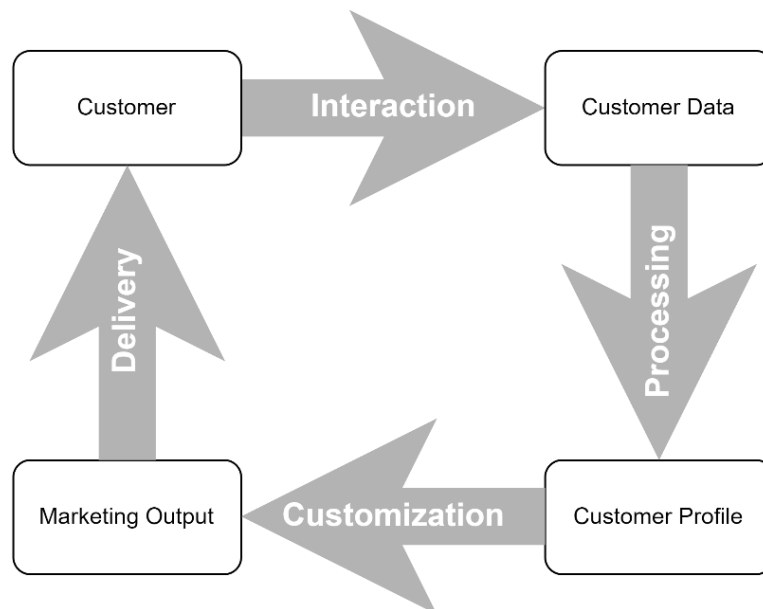 Customer
Interaction
Customer Data
Delivery
Processing
Marketing Output
Customization
Customer Profile